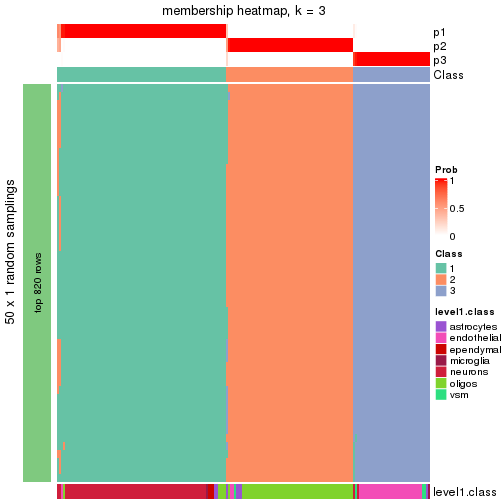 membership heatmap, k = 3
p1
p2
p3
Class
50 x 1 random samplings
top 820 rows
Prob
1
0.5
0
Class
1
2
3
level1.class
astrocytes
endothelial
ependymal
microglia
neurons
oligos
vsm
level1.class